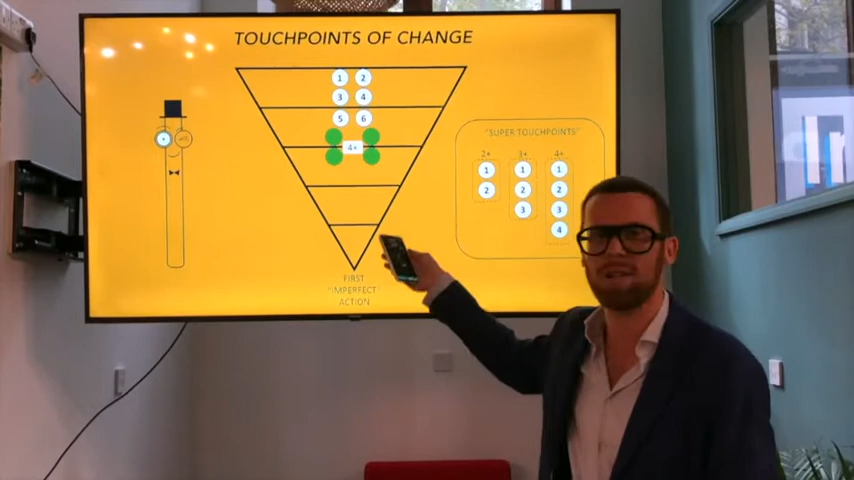 TOUCHPOINTS OF CHANGE
1 2
3 4
5 6
4+
FIRST
"IMPERFECT"
ACTION
"SUPER TOUCHPOINTS"
2+ 3+ 4+
1 1 1
2 2 2
3 3
4